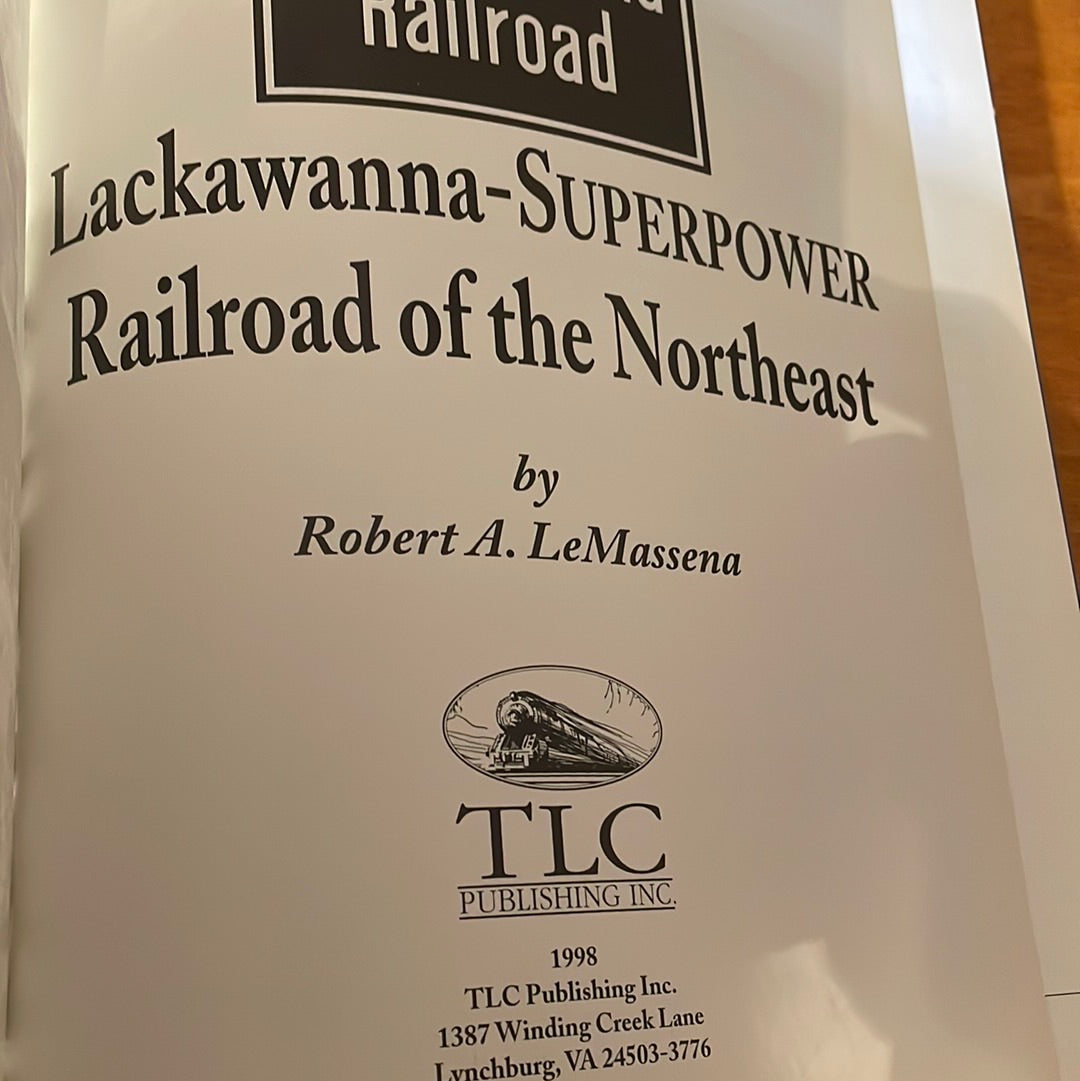 Railroad
Lackawanna-SUPERPOWER
Railroad of the Northeast
by
Robert A. LeMassena
TLC
PUBLISHING INC.
1998
TLC Publishing Inc.
1387 Winding Creek Lane
Lynchburg, VA 24503-3776